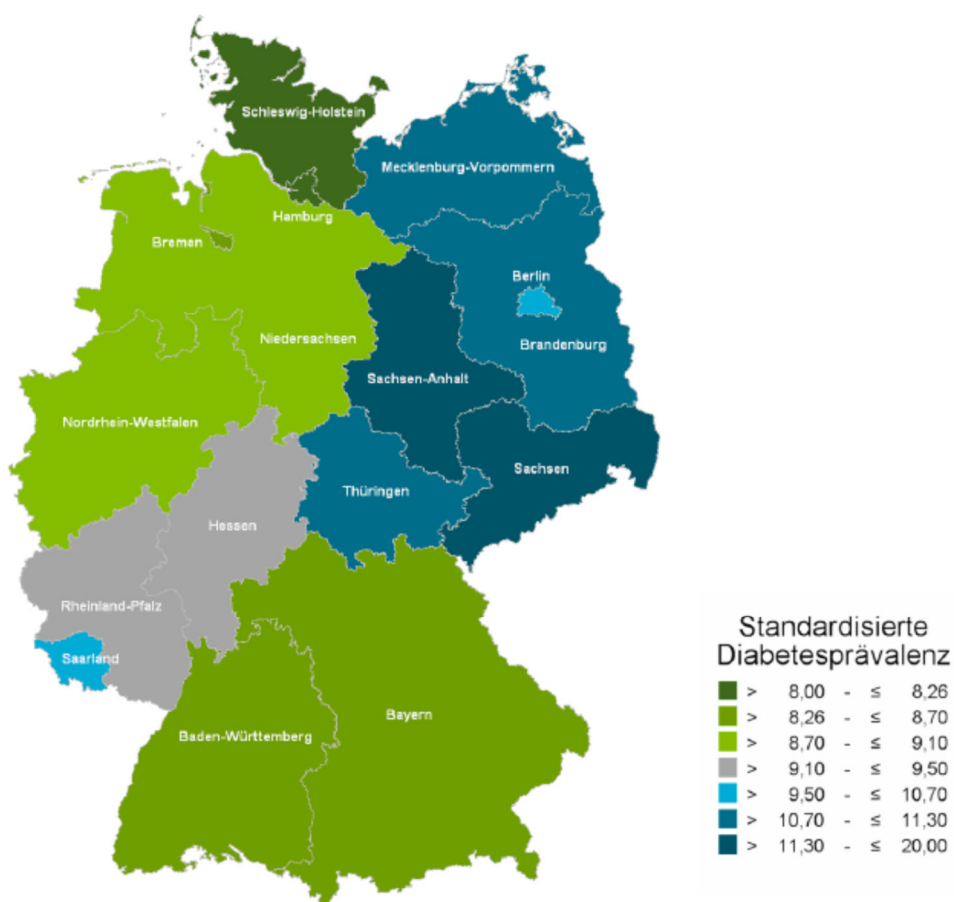 Schleswig-Holstein
Mecklenburg-Vorpommern
Hamburg
Bremen
Berlin
Niedersachsen
Brandenburg
Sachsen-Anhalt
Nordrhein-Westfalen
Sachsen
Thüringen
Hessen
Rheinland-Pfalz
Saarland
Bayern
Baden-Württemberg
Standardisierte
Diabetesprävalenz
> 8,00 - ≤ 8,26
> 8,26 - ≤ 8,70
> 8,70 - ≤ 9,10
> 9,10 - ≤ 9,50
> 9,50 - ≤ 10,70
> 10,70 - ≤ 11,30
> 11,30 - ≤ 20,00